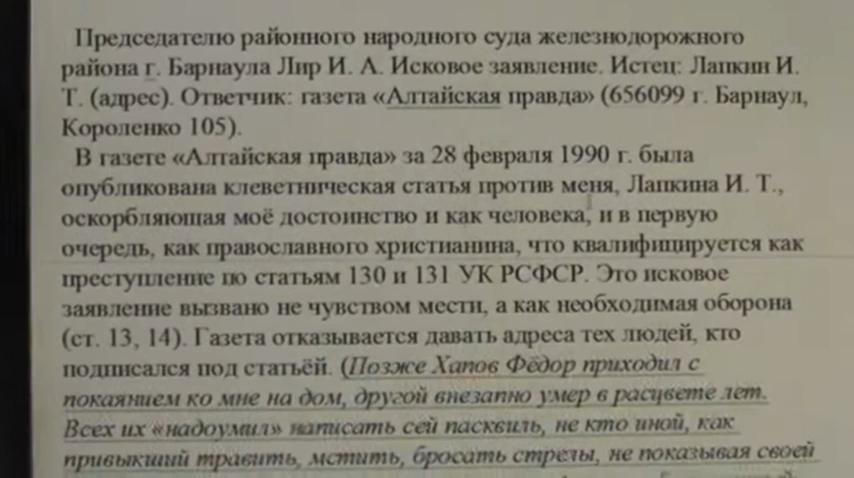 Председателю районного народного суда железнодорожного
района г. Барнаула Лир И. А. Исковое заявление. Истец: Лапкин И.
Т. (адрес). Ответчик: газета «Алтайская правда» (656099 г. Барнаул,
Короленко 105).
В газете «Алтайская правда» за 28 февраля 1990 г. была
опубликована клеветническая статья против меня, Лапкина И. Т.,
оскорбляющая моё достоинство и как человека, и в первую
очередь, как православного христианина, что квалифицируется как
преступление по статьям 130 и 131 УК РСФСР. Это исковое
заявление вызвано не чувством мести, а как необходимая оборона
(ст. 13, 14). Газета отказывается давать адреса тех людей, кто
подписался под статьёй. (Позже Хапов Фёдор приходил с
покаянием ко мне на дом, другой внезапно умер в расцвете лет.
Всех их «надоумил» написать сей пасквиль, не кто иной, как
привыкший травить, мстить, бросать стрелы, не показывая своей